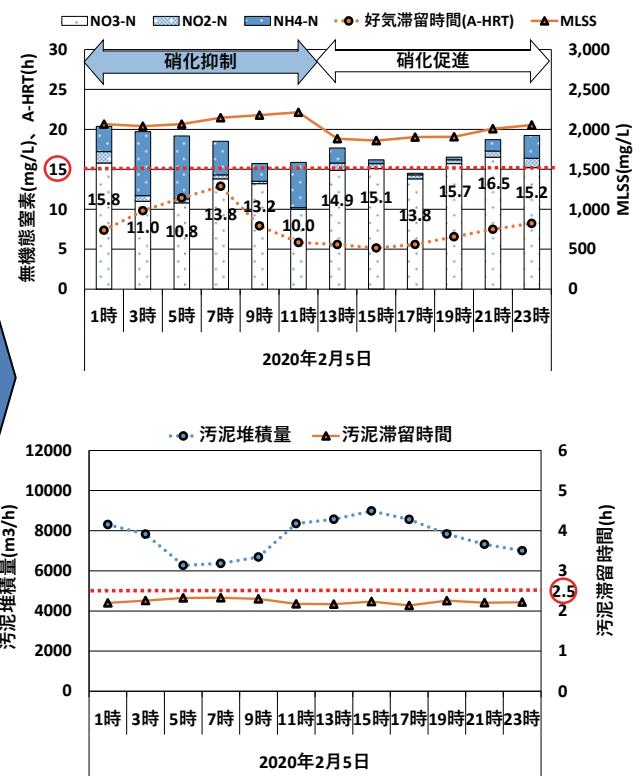 NO3-N NO2-N NH4-N 好気滞留時間(A-HRT) MLSS
無機態窒素(mg/L)、A-HRT(h)
30
25
20
15
10
5
0
硝化抑制 硝化促進
15.8 11.0 10.8 13.8 13.2 10.0 14.9 15.1 13.8 15.7 16.5 15.2
3,000
2,500
2,000
1,500
1,000
500
0
MLSS(mg/L)
1時 3時 5時 7時 9時 11時 13時 15時 17時 19時 21時 23時
2020年2月5日
汚泥堆積量 汚泥滞留時間
汚泥堆積量(m3/h)
12000
10000
8000
6000
4000
2000
0
6
5
4
3
2.5
2
1
0
汚泥滞留時間(h)
1時 3時 5時 7時 9時 11時 13時 15時 17時 19時 21時 23時
2020年2月5日